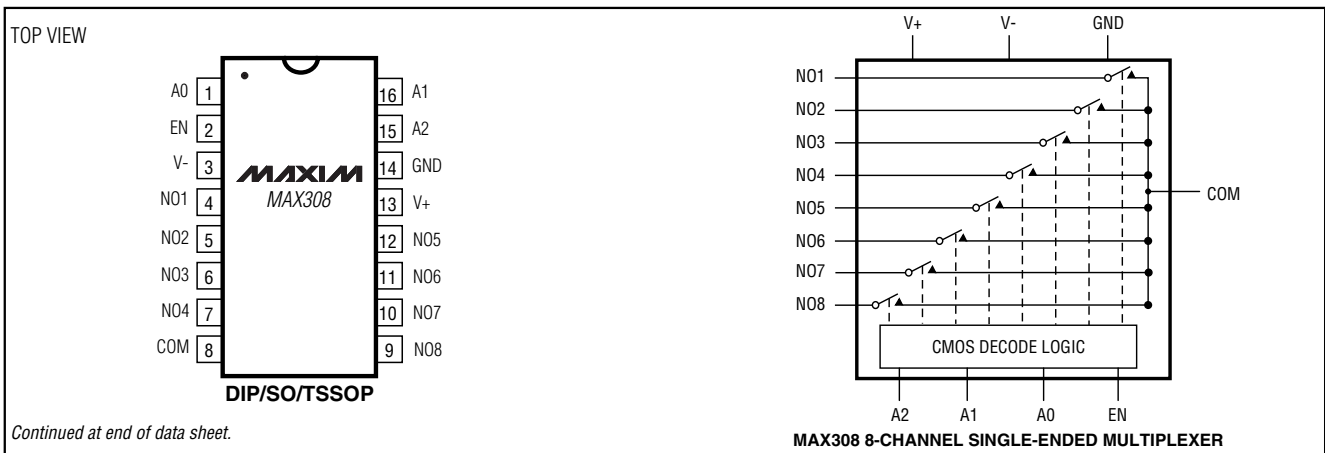 TOP VIEW
A0 1
EN 2
V- 3
NO1 4
NO2 5
NO3 6
NO4 7
COM 8
16 A1
15 A2
14 GND
13 V+
12 NO5
11 NO6
10 NO7
9 NO8
MAXIM
MAX308
DIP/SO/TSSOP
Continued at end of data sheet.
V+ V- GND
NO1
NO2
NO3
NO4
NO5
NO6
NO7
NO8
COM
CMOS DECODE LOGIC
A2 A1 A0 EN
MAX308 8-CHANNEL SINGLE-ENDED MULTIPLEXER